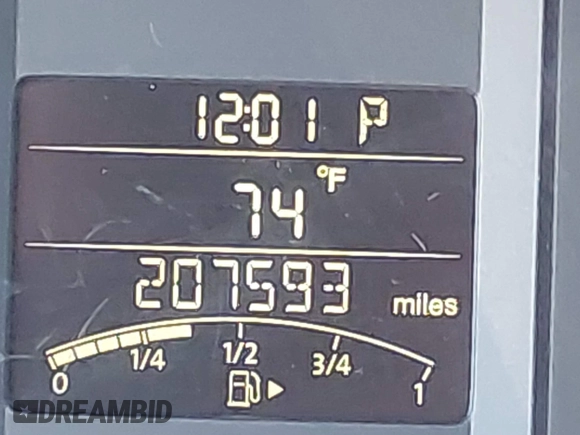 12:01 P
74 °F
207593 miles
0 1/4 1/2 3/4 1
DREAMBID